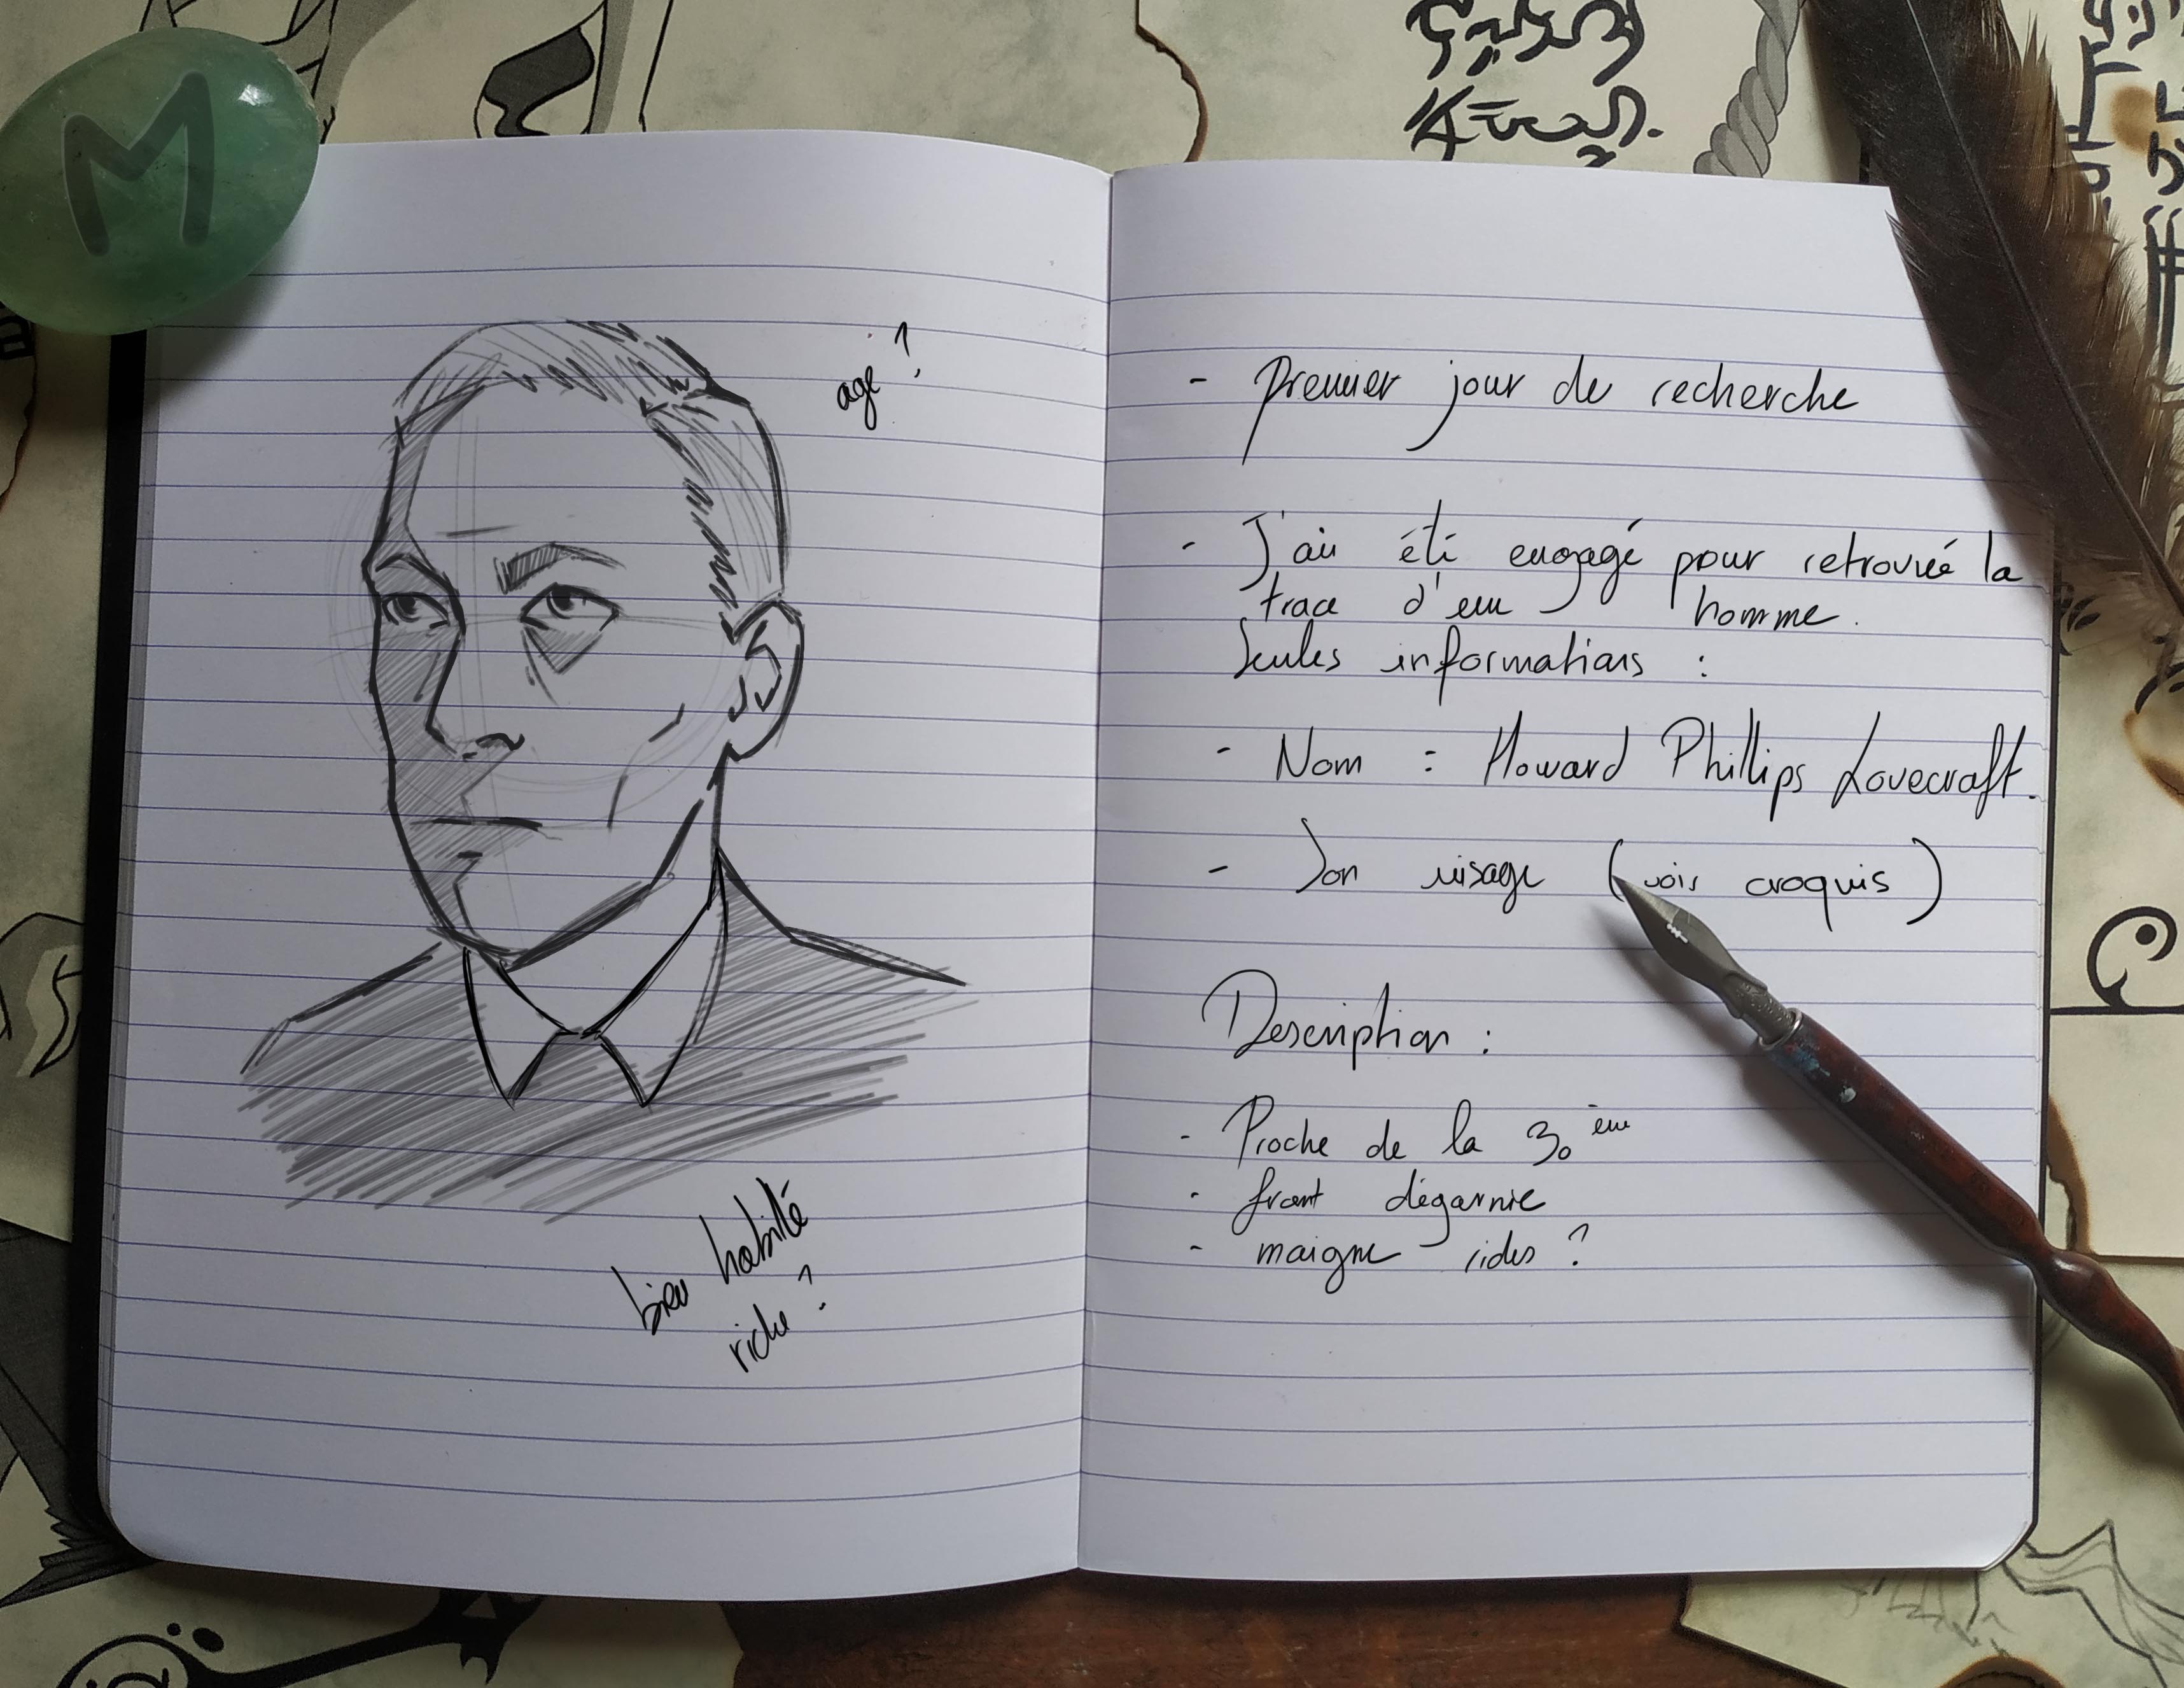 age ?
bien habillé
riche ?
- Premier jour de recherche
- J'ai été engagé pour retrouvé la
trace d'un homme.
Seules informations :
- Nom : Howard Phillips Lovecraft.
- Son visage (voir croquis)
Description :
- Proche de la 30ème
- front dégarnie
- maigre rides ?
M